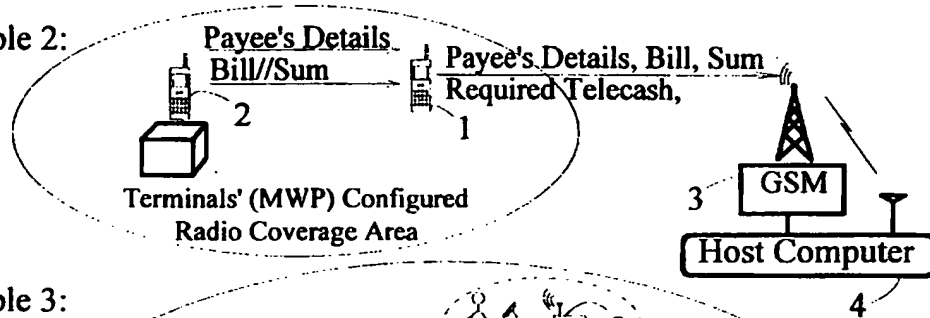 ple 2:
Payee's Details
Bill//Sum
2
Payee's Details, Bill, Sum
Required Telecash,
1
Terminals' (MWP) Configured
Radio Coverage Area
3
GSM
Host Computer
4
ple 3: